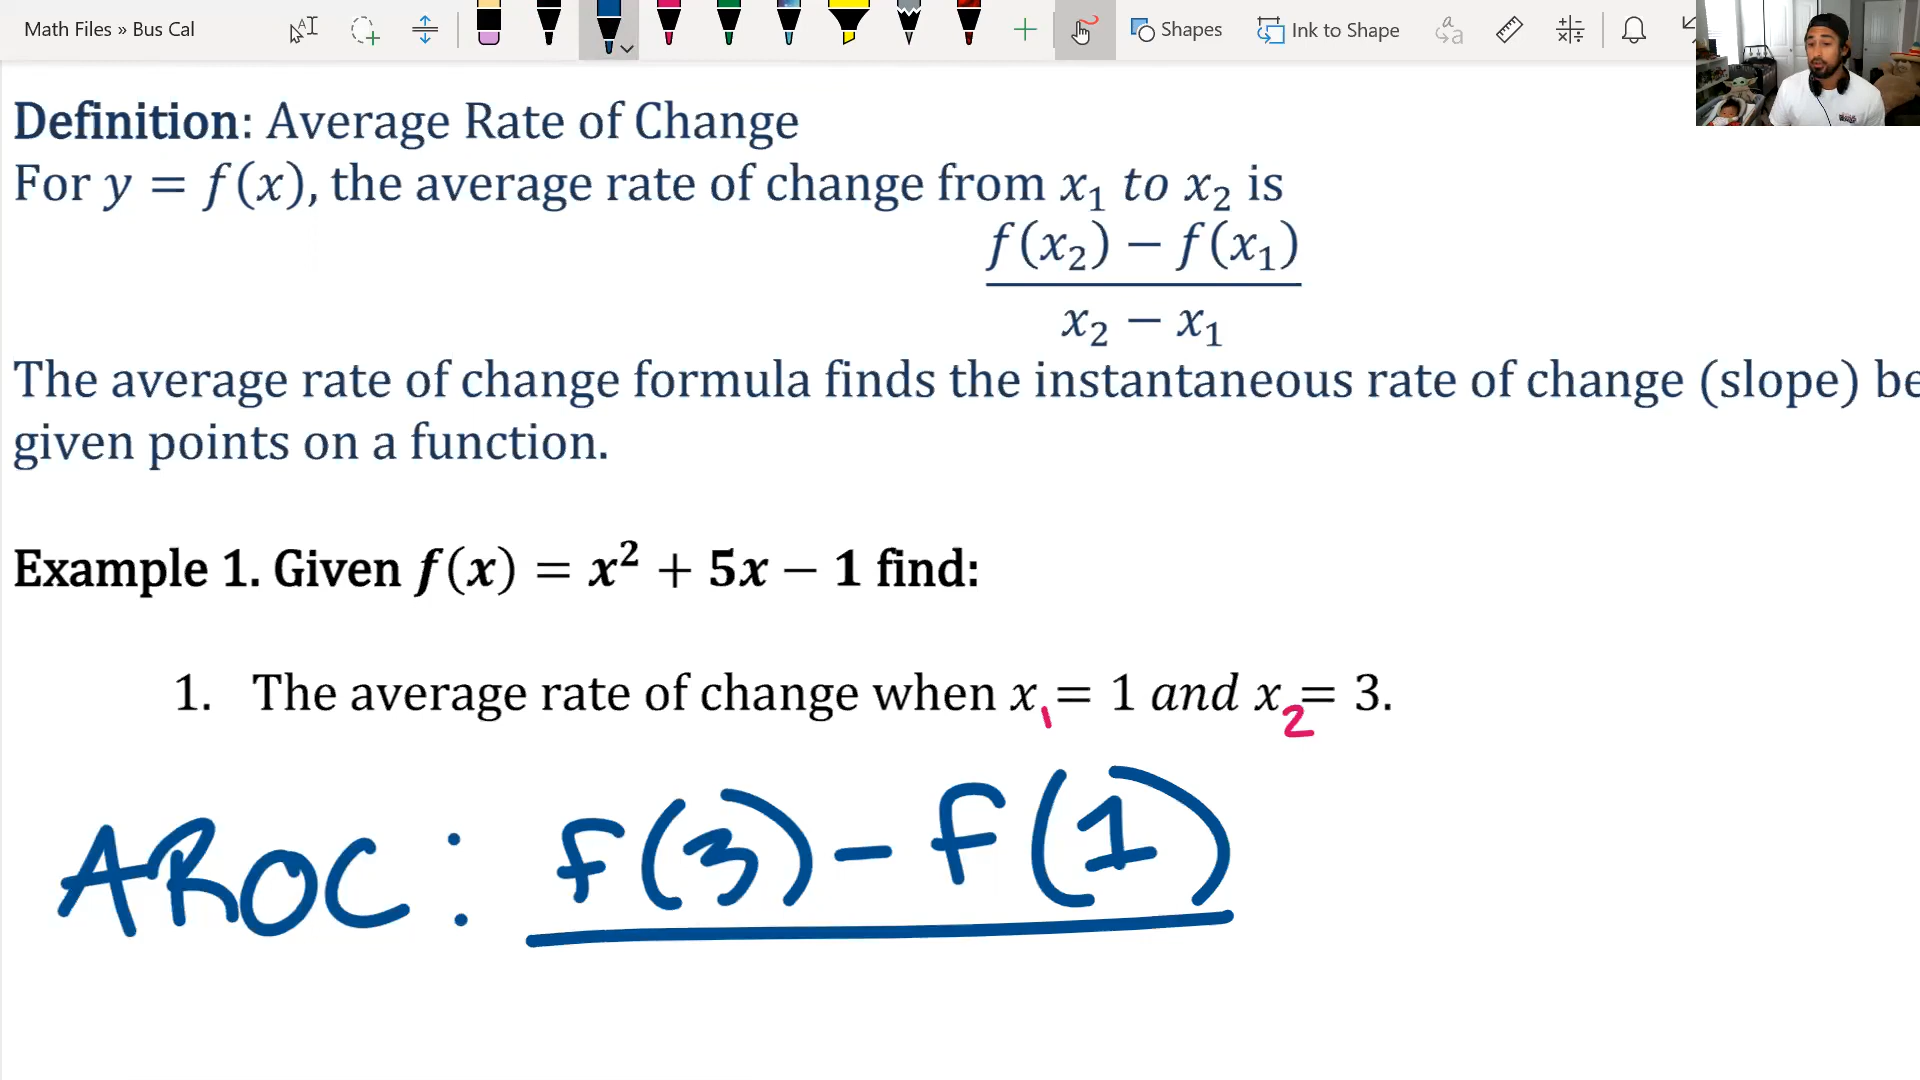 Math Files » Bus Cal
Shapes
Ink to Shape
Definition: Average Rate of Change
For y = f(x), the average rate of change from x₁ to x₂ is
f(x₂) − f(x₁)
x₂ − x₁
The average rate of change formula finds the instantaneous rate of change (slope) be
given points on a function.
Example 1. Given f(x) = x² + 5x − 1 find:
1. The average rate of change when x₁ = 1 and x₂ = 3.
AROC : f(3) − f(1)